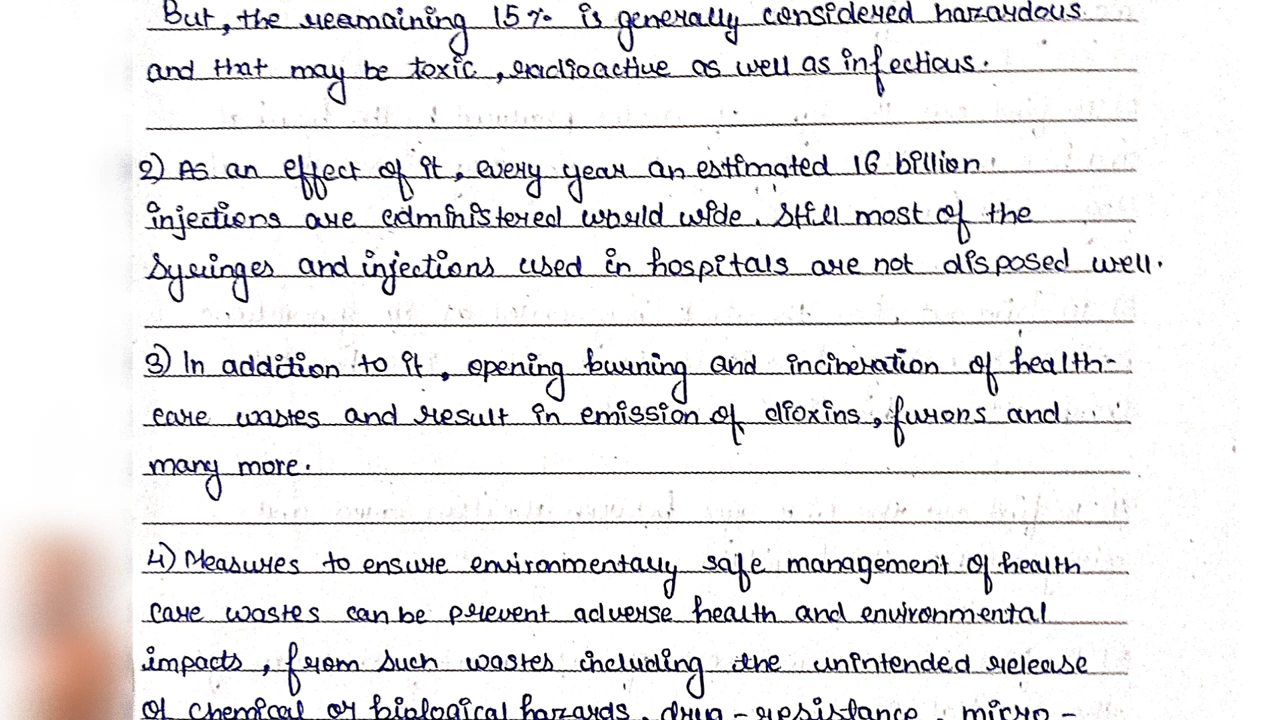 But, the reamaining 15% is generally considered hazardous
and that may be toxic, radioactive as well as infectious.
2) As an effect of it, every year an estimated 16 billion
injections are administered world wide. Still most of the
syringes and injections used in hospitals are not disposed well.
3) In addition to it, opening burning and incineration of health-
care wastes and result in emission of dioxins, furons and
many more.
4) Measures to ensure environmentally safe management of health
care wastes can be prevent adverse health and environmental
impacts, from such wastes including the unintended release
of chemical or biological hazards, drug-resistance, micro-